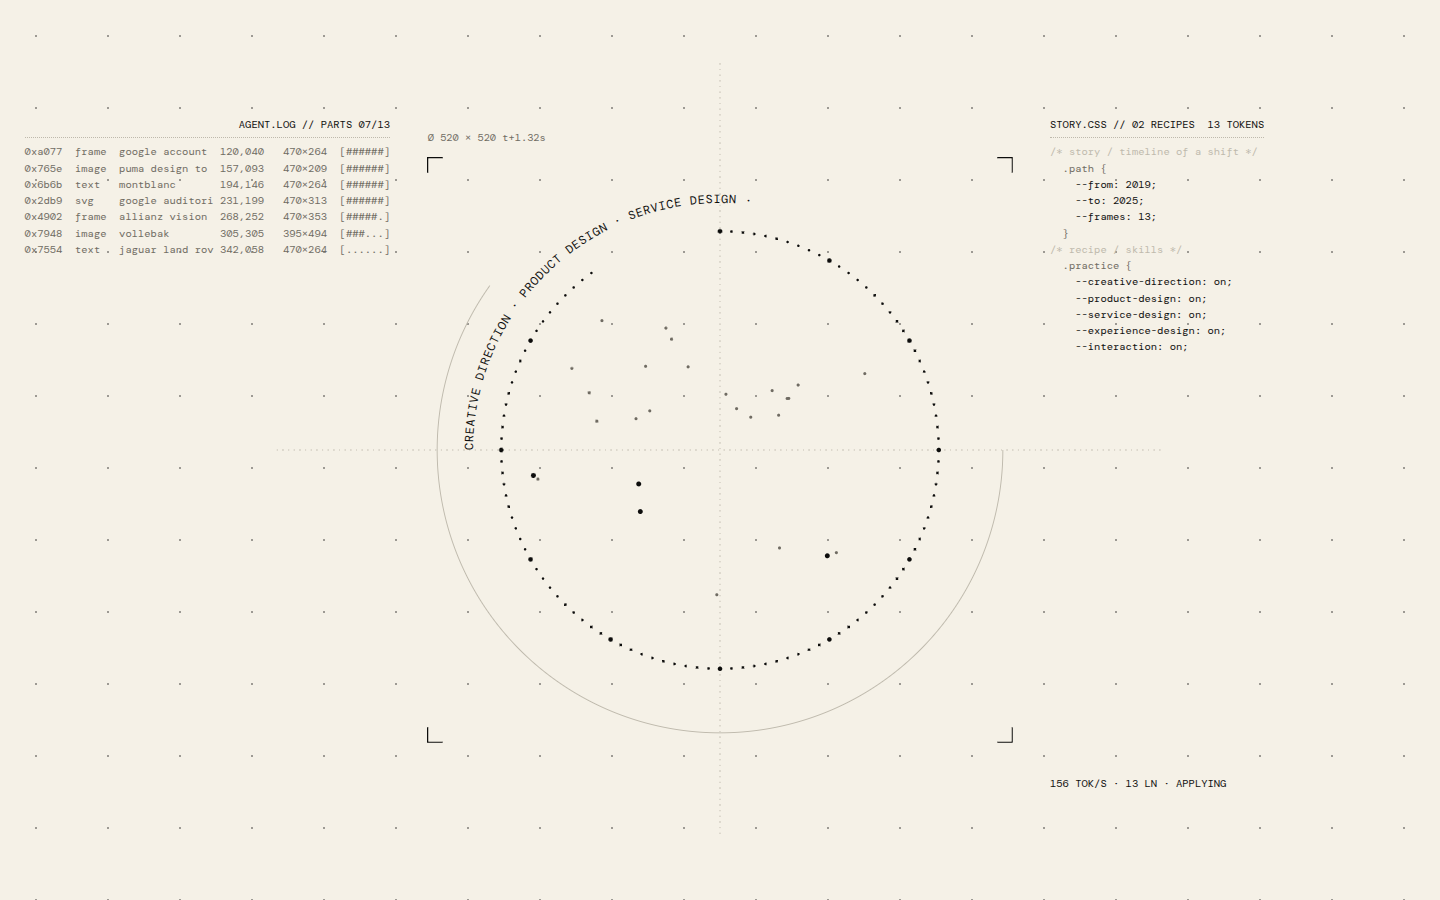 AGENT.LOG // PARTS 07/13
0xa077 frame google account 120,040 470×264 [######]
0x765e image puma design to 157,093 470×209 [######]
0x6b6b text montblanc 194,146 470×264 [######]
0x2db9 svg google auditori 231,199 470×313 [######]
0x4902 frame allianz vision 268,252 470×353 [#####.]
0x7948 image vollebak 305,305 395×494 [###...]
0x7554 text jaguar land rov 342,058 470×264 [......]
Ø 520 × 520 t+1.32s
CREATIVE DIRECTION · PRODUCT DESIGN · SERVICE DESIGN ·
STORY.CSS // 02 RECIPES 13 TOKENS
/* story / timeline of a shift */
.path {
--from: 2019;
--to: 2025;
--frames: 13;
}
/* recipe / skills */
.practice {
--creative-direction: on;
--product-design: on;
--service-design: on;
--experience-design: on;
--interaction: on;
156 TOK/S · 13 LN · APPLYING